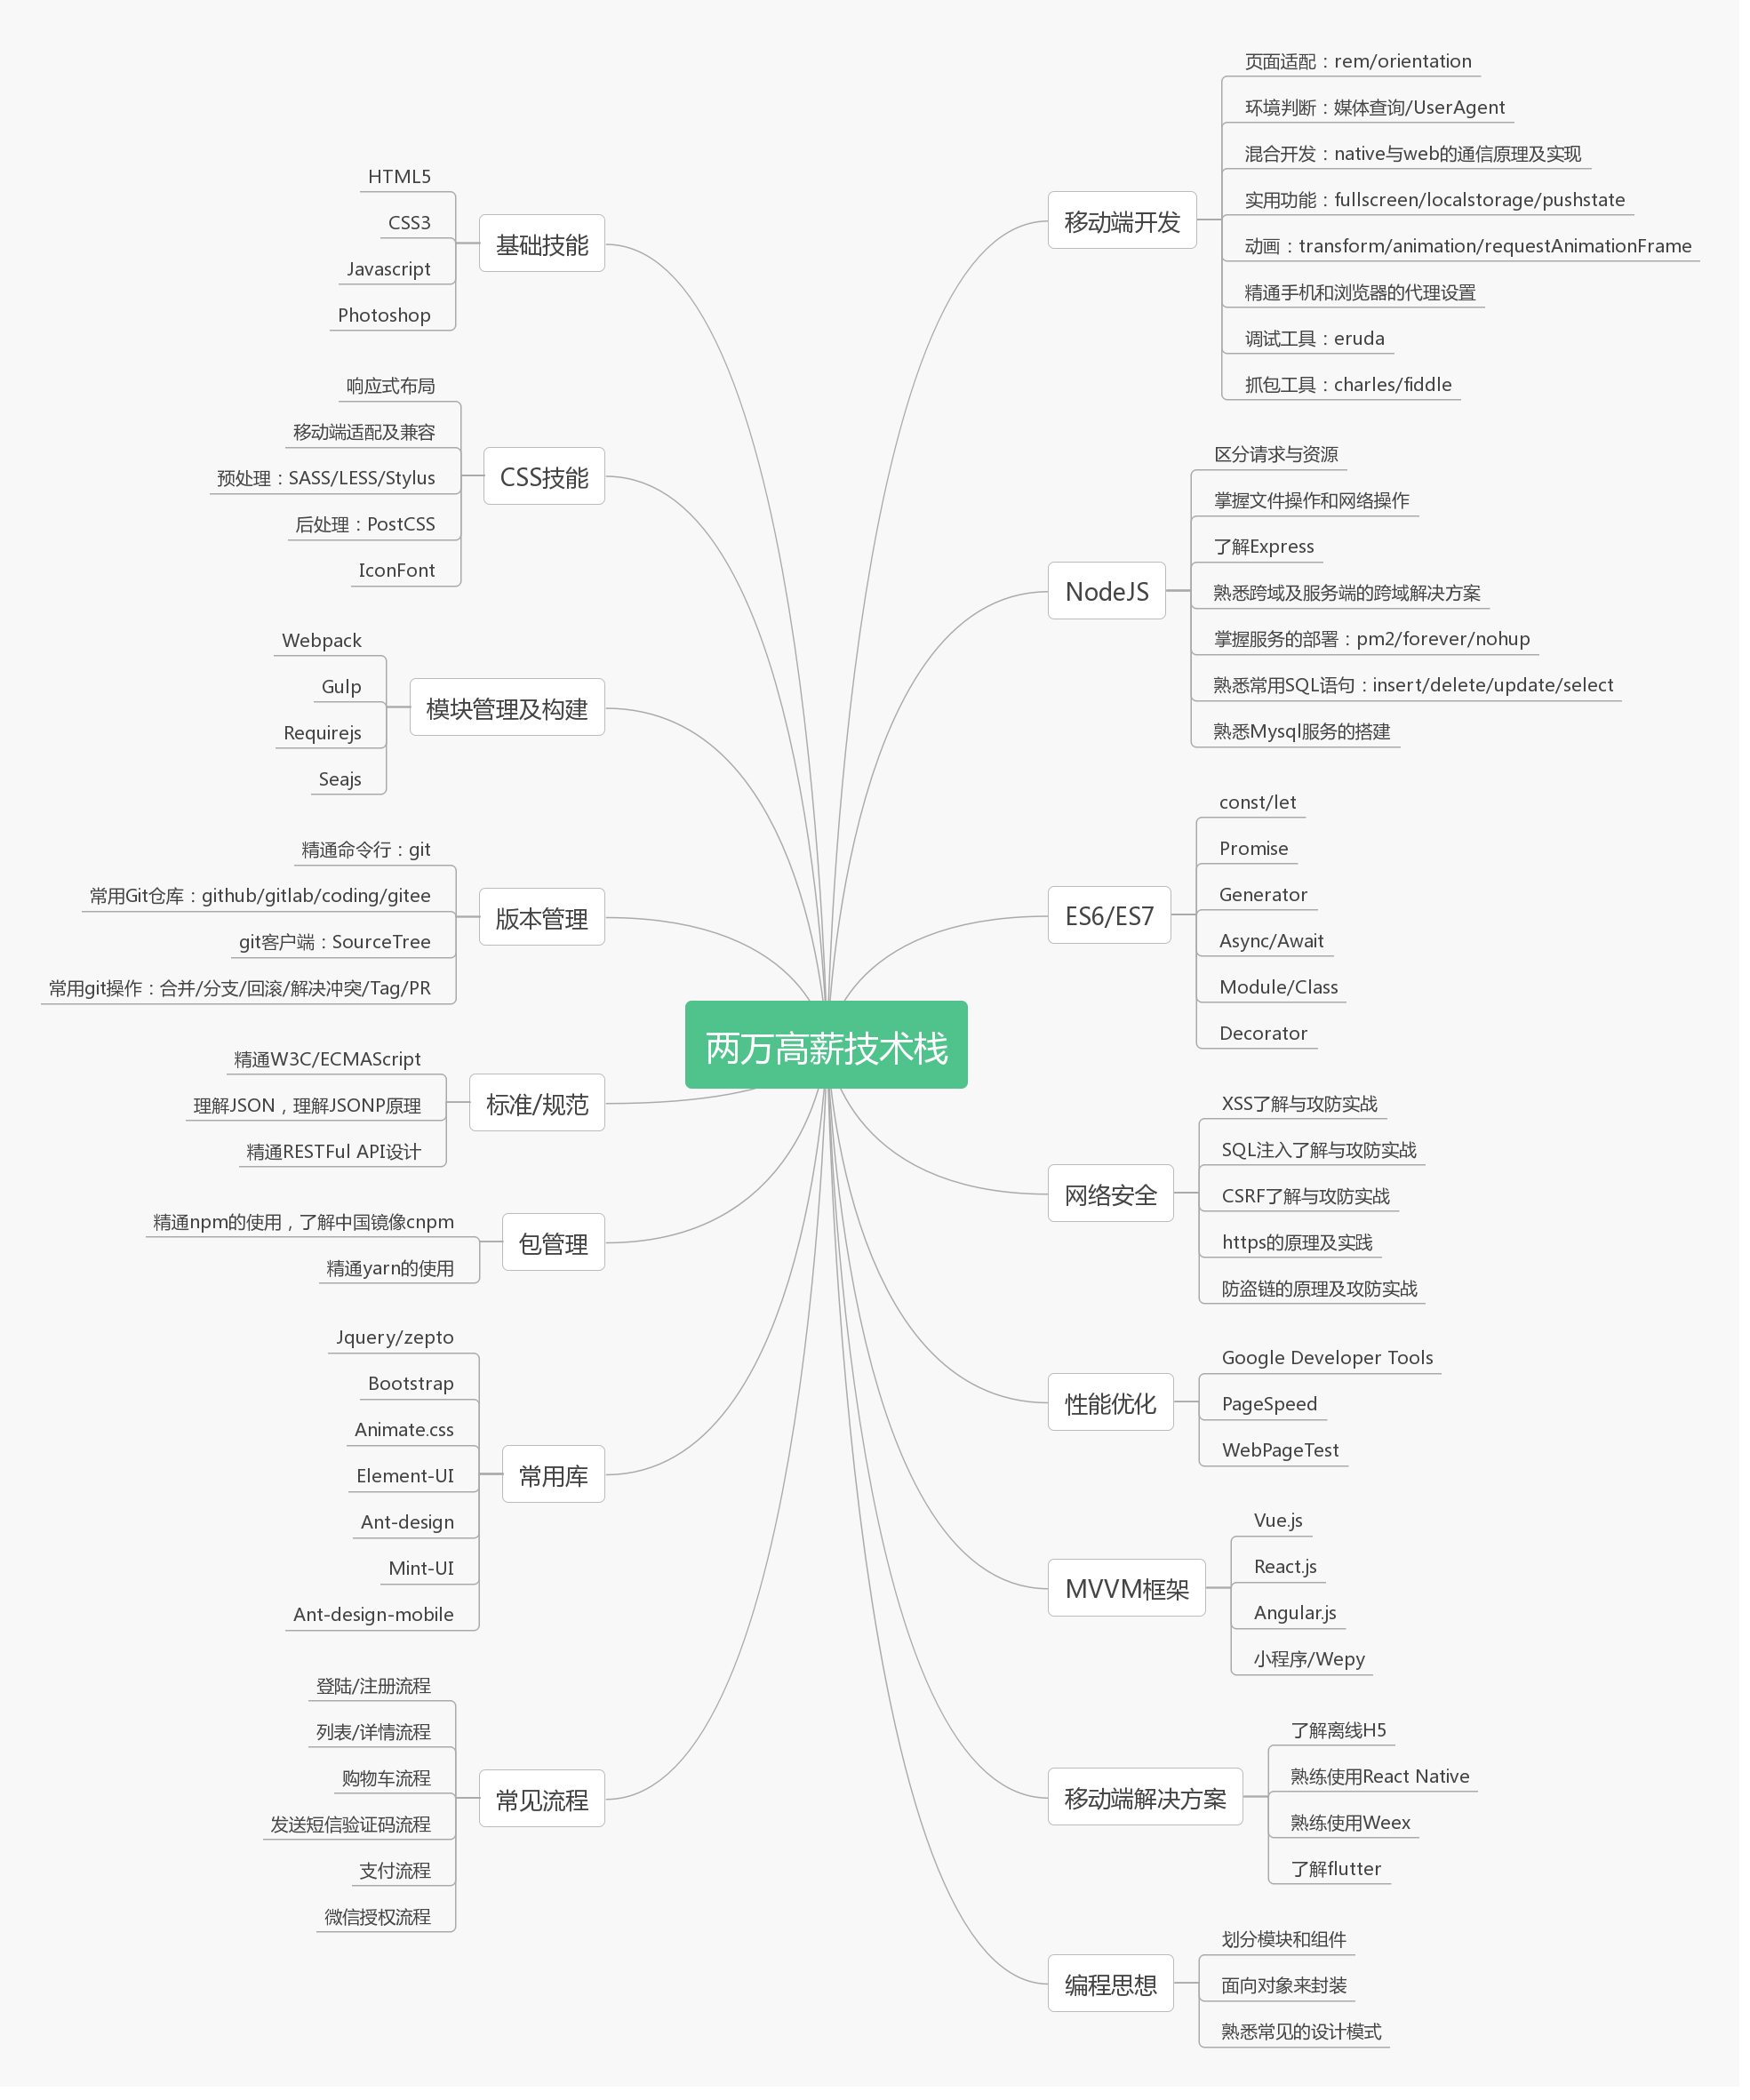 两万高薪技术栈
基础技能
HTML5
CSS3
Javascript
Photoshop
CSS技能
响应式布局
移动端适配及兼容
预处理：SASS/LESS/Stylus
后处理：PostCSS
IconFont
模块管理及构建
Webpack
Gulp
Requirejs
Seajs
版本管理
精通命令行：git
常用Git仓库：github/gitlab/coding/gitee
git客户端：SourceTree
常用git操作：合并/分支/回滚/解决冲突/Tag/PR
标准/规范
精通W3C/ECMAScript
理解JSON，理解JSONP原理
精通RESTFul API设计
包管理
精通npm的使用，了解中国镜像cnpm
精通yarn的使用
常用库
Jquery/zepto
Bootstrap
Animate.css
Element-UI
Ant-design
Mint-UI
Ant-design-mobile
常见流程
登陆/注册流程
列表/详情流程
购物车流程
发送短信验证码流程
支付流程
微信授权流程
移动端开发
页面适配：rem/orientation
环境判断：媒体查询/UserAgent
混合开发：native与web的通信原理及实现
实用功能：fullscreen/localstorage/pushstate
动画：transform/animation/requestAnimationFrame
精通手机和浏览器的代理设置
调试工具：eruda
抓包工具：charles/fiddle
NodeJS
区分请求与资源
掌握文件操作和网络操作
了解Express
熟悉跨域及服务端的跨域解决方案
掌握服务的部署：pm2/forever/nohup
熟悉常用SQL语句：insert/delete/update/select
熟悉Mysql服务的搭建
ES6/ES7
const/let
Promise
Generator
Async/Await
Module/Class
Decorator
网络安全
XSS了解与攻防实战
SQL注入了解与攻防实战
CSRF了解与攻防实战
https的原理及实践
防盗链的原理及攻防实战
性能优化
Google Developer Tools
PageSpeed
WebPageTest
MVVM框架
Vue.js
React.js
Angular.js
小程序/Wepy
移动端解决方案
了解离线H5
熟练使用React Native
熟练使用Weex
了解flutter
编程思想
划分模块和组件
面向对象来封装
熟悉常见的设计模式